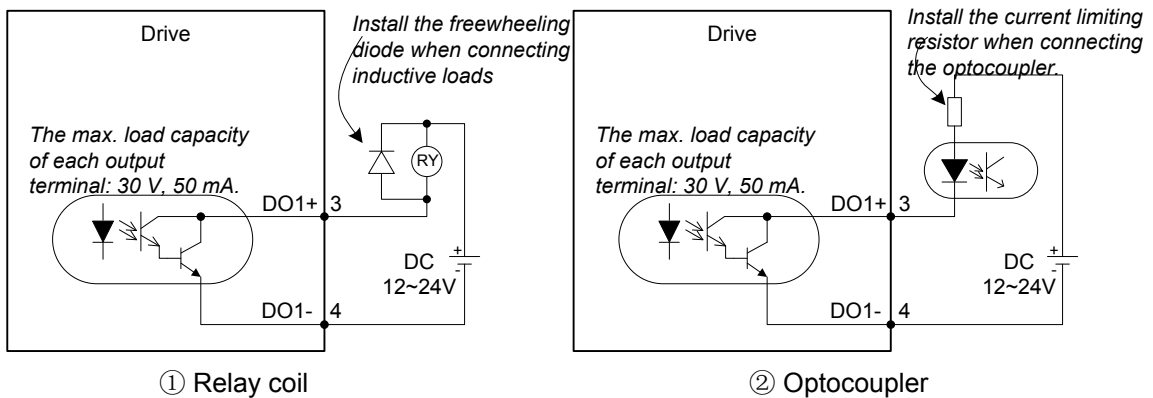 Drive
Install the freewheeling
diode when connecting
inductive loads
The max. load capacity
of each output
terminal: 30 V, 50 mA.
RY
DO1+ 3
+
DC
-
12~24V
DO1- 4
① Relay coil
Drive
Install the current limiting
resistor when connecting
the optocoupler.
The max. load capacity
of each output
terminal: 30 V, 50 mA.
DO1+ 3
+
DC
-
12~24V
DO1- 4
② Optocoupler